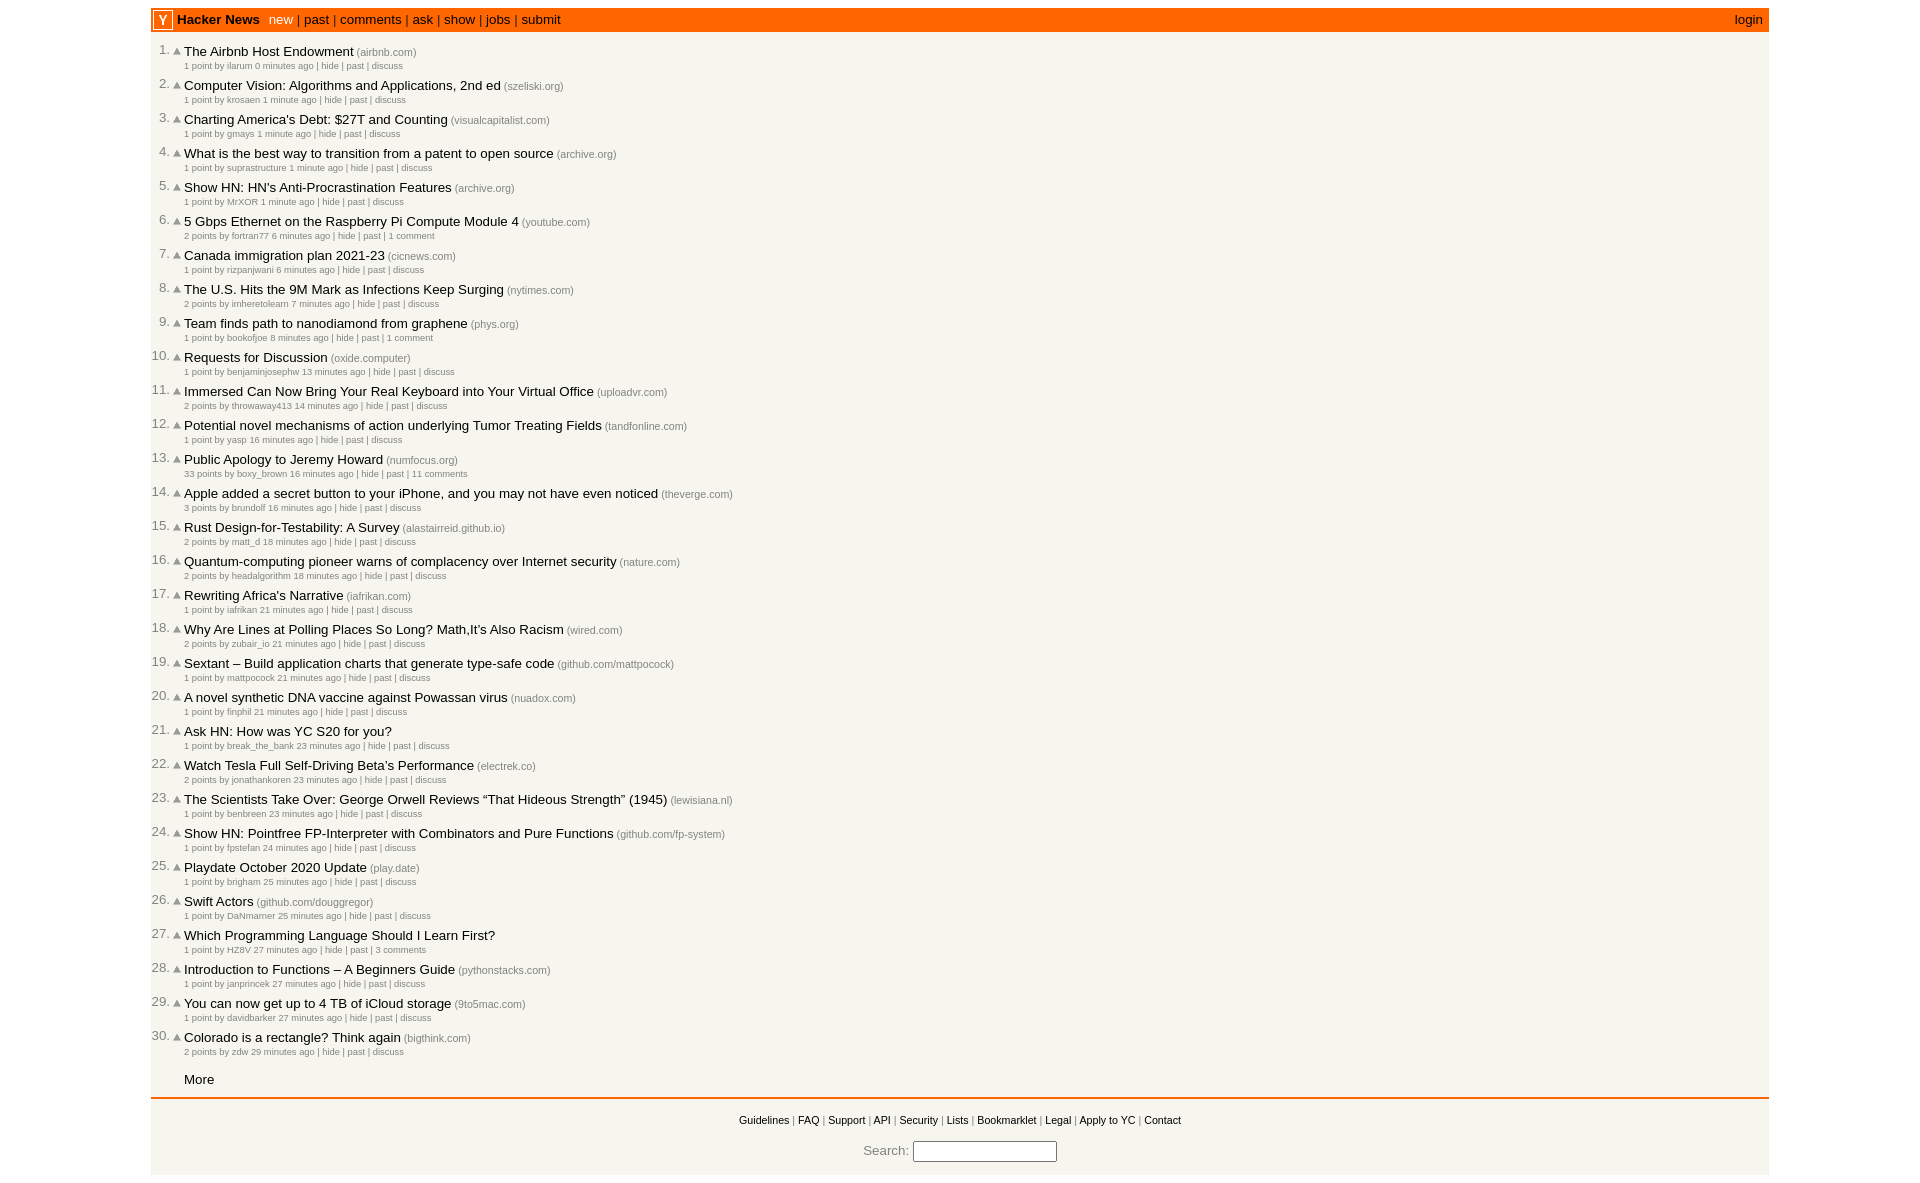 Y Hacker News new | past | comments | ask | show | jobs | submit login
1. The Airbnb Host Endowment (airbnb.com)
1 point by ilarum 0 minutes ago | hide | past | discuss
2. Computer Vision: Algorithms and Applications, 2nd ed (szeliski.org)
1 point by krosaen 1 minute ago | hide | past | discuss
3. Charting America's Debt: $27T and Counting (visualcapitalist.com)
1 point by gmays 1 minute ago | hide | past | discuss
4. What is the best way to transition from a patent to open source (archive.org)
1 point by suprastructure 1 minute ago | hide | past | discuss
5. Show HN: HN's Anti-Procrastination Features (archive.org)
1 point by MrXOR 1 minute ago | hide | past | discuss
6. 5 Gbps Ethernet on the Raspberry Pi Compute Module 4 (youtube.com)
2 points by fortran77 6 minutes ago | hide | past | 1 comment
7. Canada immigration plan 2021-23 (cicnews.com)
1 point by rizpanjwani 6 minutes ago | hide | past | discuss
8. The U.S. Hits the 9M Mark as Infections Keep Surging (nytimes.com)
2 points by imheretolearn 7 minutes ago | hide | past | discuss
9. Team finds path to nanodiamond from graphene (phys.org)
1 point by bookofjoe 8 minutes ago | hide | past | 1 comment
10. Requests for Discussion (oxide.computer)
1 point by benjaminjosephw 13 minutes ago | hide | past | discuss
11. Immersed Can Now Bring Your Real Keyboard into Your Virtual Office (uploadvr.com)
2 points by throwaway413 14 minutes ago | hide | past | discuss
12. Potential novel mechanisms of action underlying Tumor Treating Fields (tandfonline.com)
1 point by yasp 16 minutes ago | hide | past | discuss
13. Public Apology to Jeremy Howard (numfocus.org)
33 points by boxy_brown 16 minutes ago | hide | past | 11 comments
14. Apple added a secret button to your iPhone, and you may not have even noticed (theverge.com)
3 points by brundolf 16 minutes ago | hide | past | discuss
15. Rust Design-for-Testability: A Survey (alastairreid.github.io)
2 points by matt_d 18 minutes ago | hide | past | discuss
16. Quantum-computing pioneer warns of complacency over Internet security (nature.com)
2 points by headalgorithm 18 minutes ago | hide | past | discuss
17. Rewriting Africa's Narrative (iafrikan.com)
1 point by iafrikan 21 minutes ago | hide | past | discuss
18. Why Are Lines at Polling Places So Long? Math,It’s Also Racism (wired.com)
2 points by zubair_io 21 minutes ago | hide | past | discuss
19. Sextant – Build application charts that generate type-safe code (github.com/mattpocock)
1 point by mattpocock 21 minutes ago | hide | past | discuss
20. A novel synthetic DNA vaccine against Powassan virus (nuadox.com)
1 point by finphil 21 minutes ago | hide | past | discuss
21. Ask HN: How was YC S20 for you?
1 point by break_the_bank 23 minutes ago | hide | past | discuss
22. Watch Tesla Full Self-Driving Beta’s Performance (electrek.co)
2 points by jonathankoren 23 minutes ago | hide | past | discuss
23. The Scientists Take Over: George Orwell Reviews “That Hideous Strength” (1945) (lewisiana.nl)
1 point by benbreen 23 minutes ago | hide | past | discuss
24. Show HN: Pointfree FP-Interpreter with Combinators and Pure Functions (github.com/fp-system)
1 point by fpstefan 24 minutes ago | hide | past | discuss
25. Playdate October 2020 Update (play.date)
1 point by brigham 25 minutes ago | hide | past | discuss
26. Swift Actors (github.com/douggregor)
1 point by DaNmarner 25 minutes ago | hide | past | discuss
27. Which Programming Language Should I Learn First?
1 point by HZ8V 27 minutes ago | hide | past | 3 comments
28. Introduction to Functions – A Beginners Guide (pythonstacks.com)
1 point by janprincek 27 minutes ago | hide | past | discuss
29. You can now get up to 4 TB of iCloud storage (9to5mac.com)
1 point by davidbarker 27 minutes ago | hide | past | discuss
30. Colorado is a rectangle? Think again (bigthink.com)
2 points by zdw 29 minutes ago | hide | past | discuss
More
Guidelines | FAQ | Support | API | Security | Lists | Bookmarklet | Legal | Apply to YC | Contact
Search: